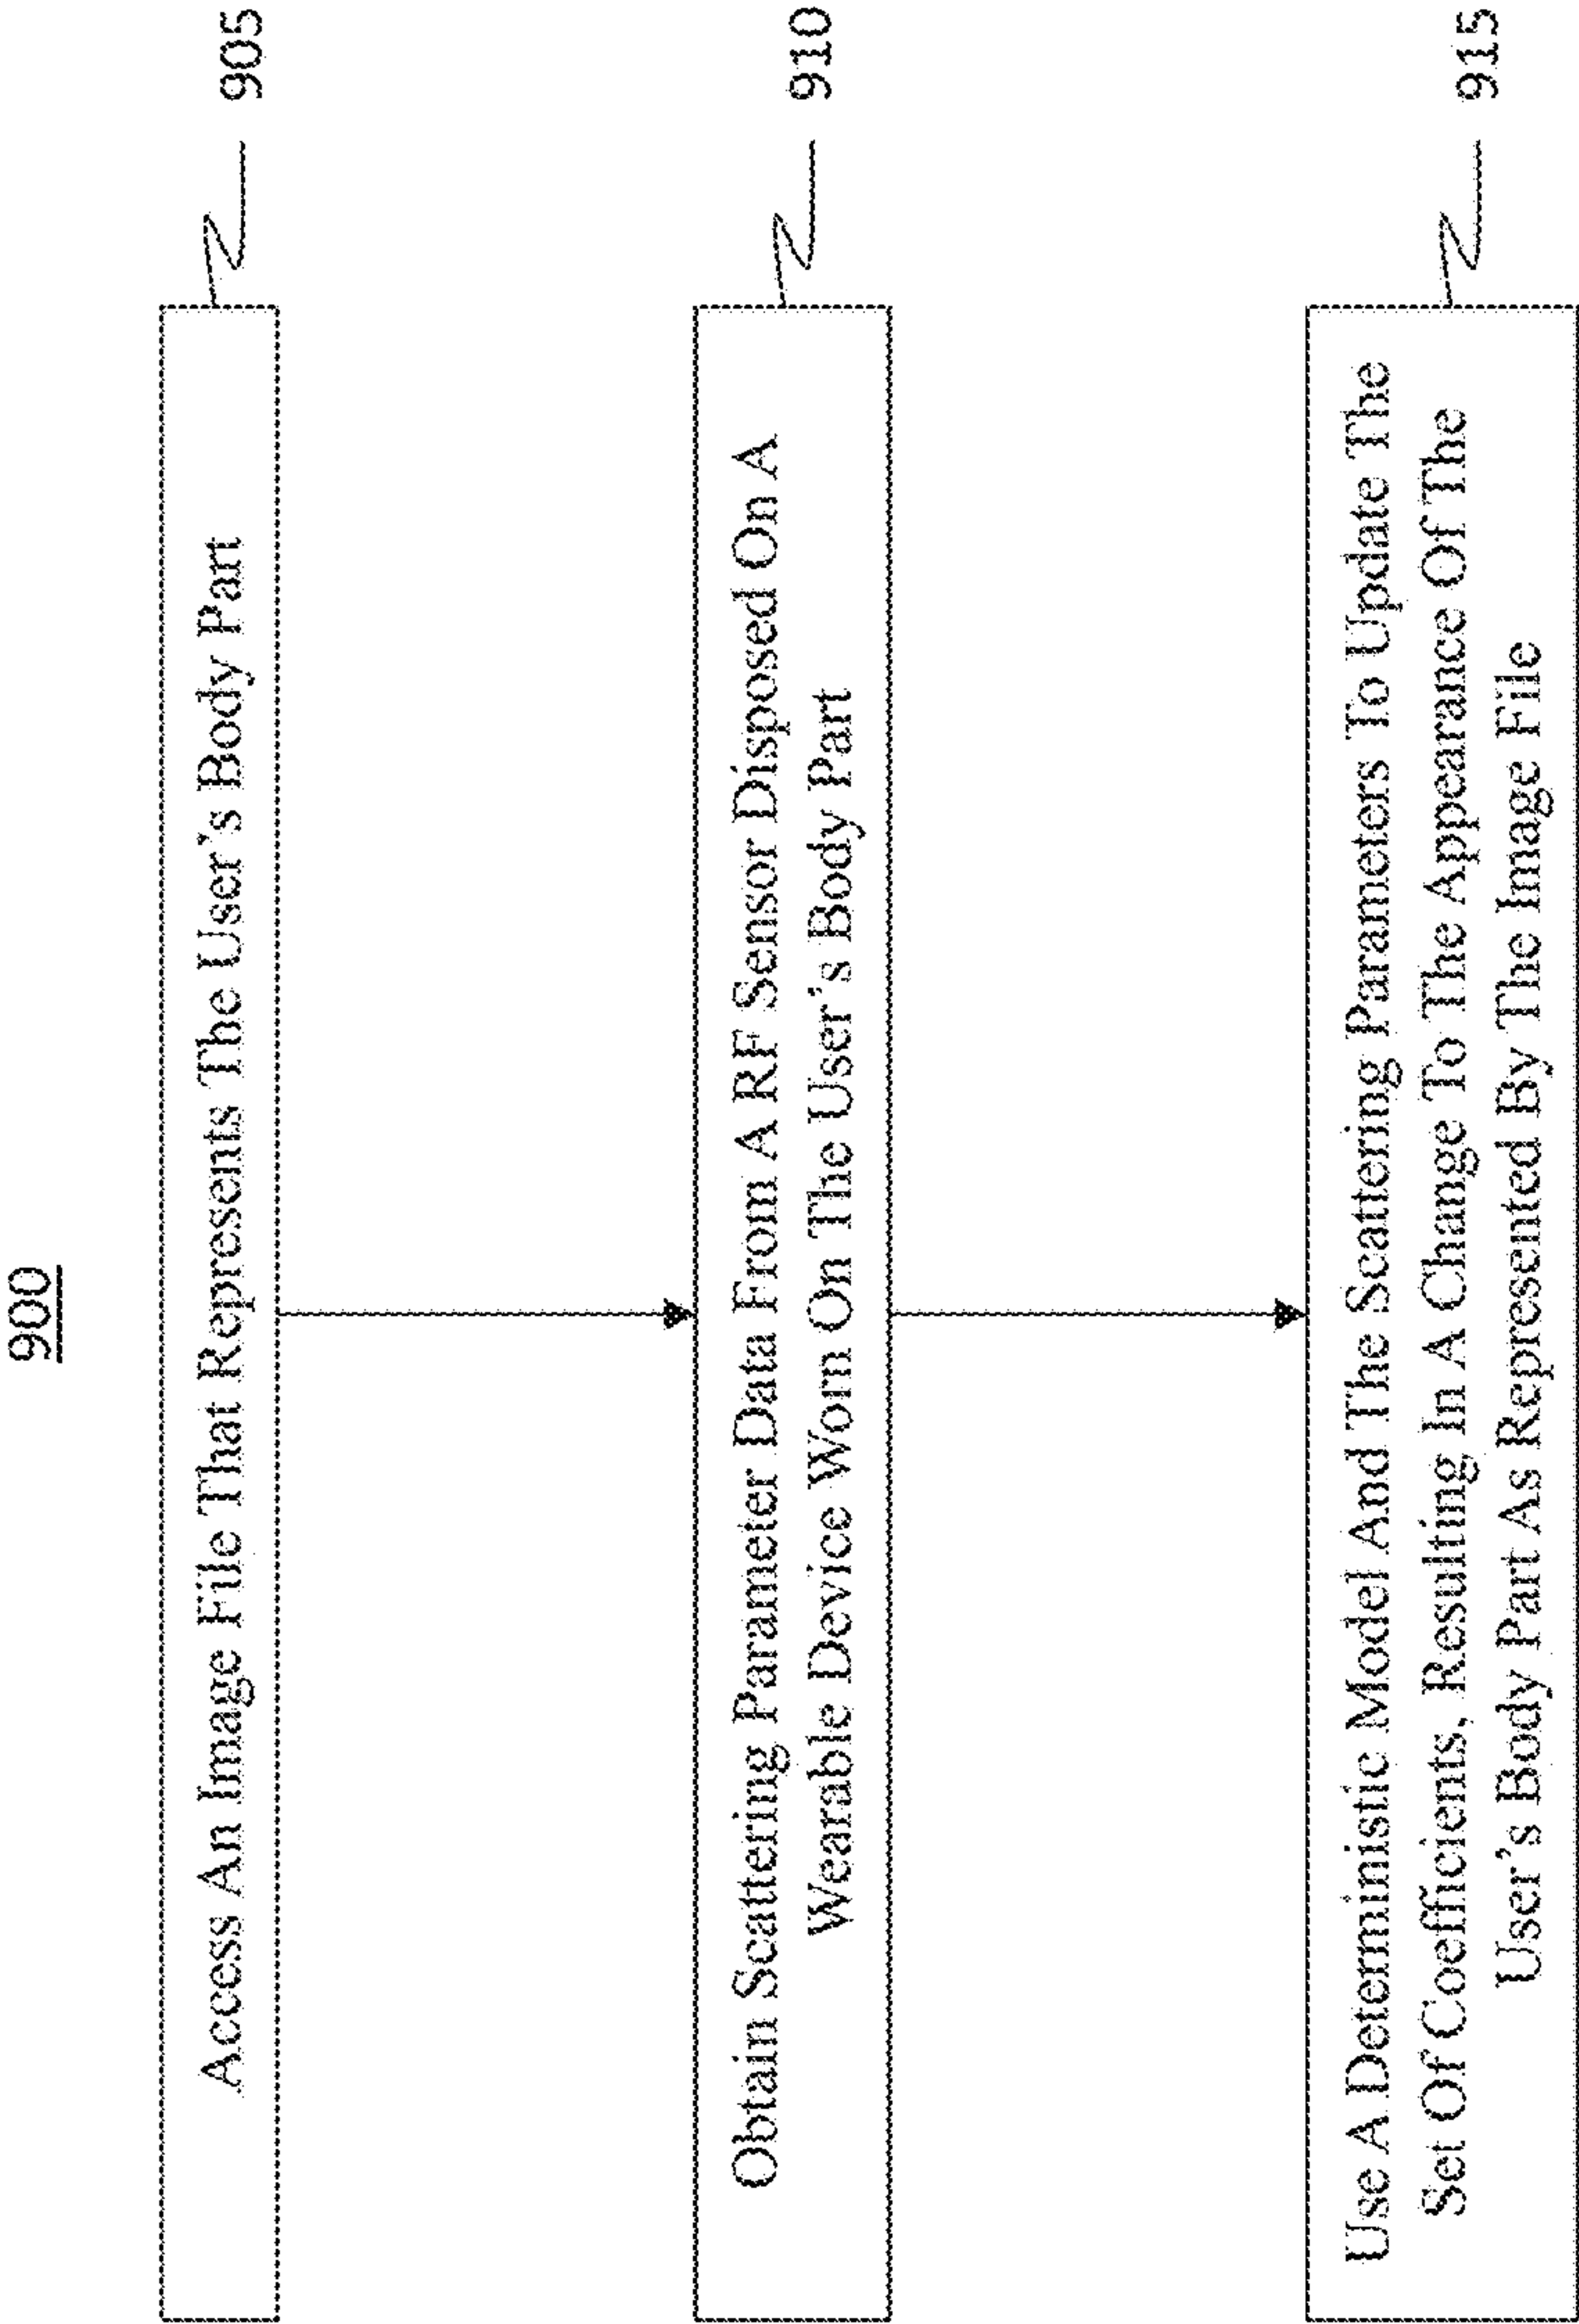 900
Access An Image File That Represents The User's Body Part
905
Obtain Scattering Parameter Data From A RF Sensor Disposed On A
Wearable Device Worn On The User's Body Part
910
Use A Deterministic Model And The Scattering Parameters To Update The
Set Of Coefficients, Resulting In A Change To The Appearance Of The
User's Body Part As Represented By The Image File
915